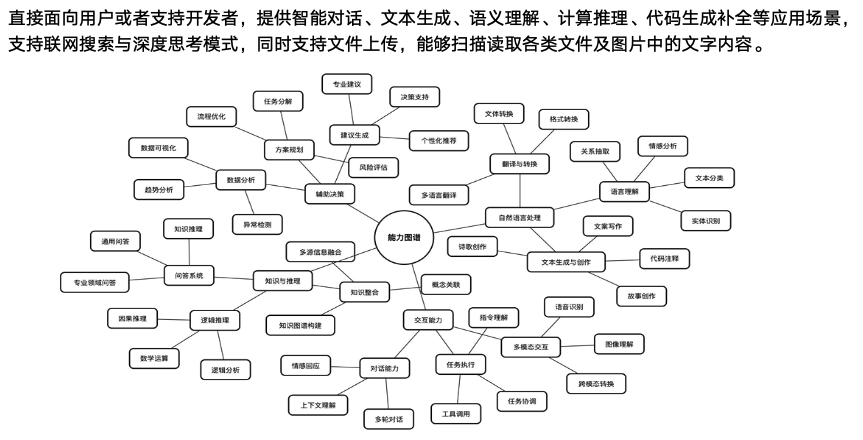 直接面向用户或者支持开发者，提供智能对话、文本生成、语义理解、计算推理、代码生成补全等应用场景，
支持联网搜索与深度思考模式，同时支持文件上传，能够扫描读取各类文件及图片中的文字内容。
能力图谱
辅助决策
建议生成
专业建议
决策支持
个性化推荐
方案规划
任务分解
流程优化
风险评估
数据分析
数据可视化
趋势分析
异常检测
自然语言处理
翻译与转换
文体转换
格式转换
多语言翻译
语言理解
关系抽取
情感分析
文本分类
实体识别
文本生成与创作
诗歌创作
文案写作
代码注释
故事创作
知识与推理
问答系统
知识推理
通用问答
专业领域问答
知识整合
多源信息融合
概念关联
知识图谱构建
逻辑推理
因果推理
数学运算
逻辑分析
交互能力
对话能力
情感回应
上下文理解
多轮对话
任务执行
指令理解
工具调用
任务协调
多模态交互
语音识别
图像理解
跨模态转换